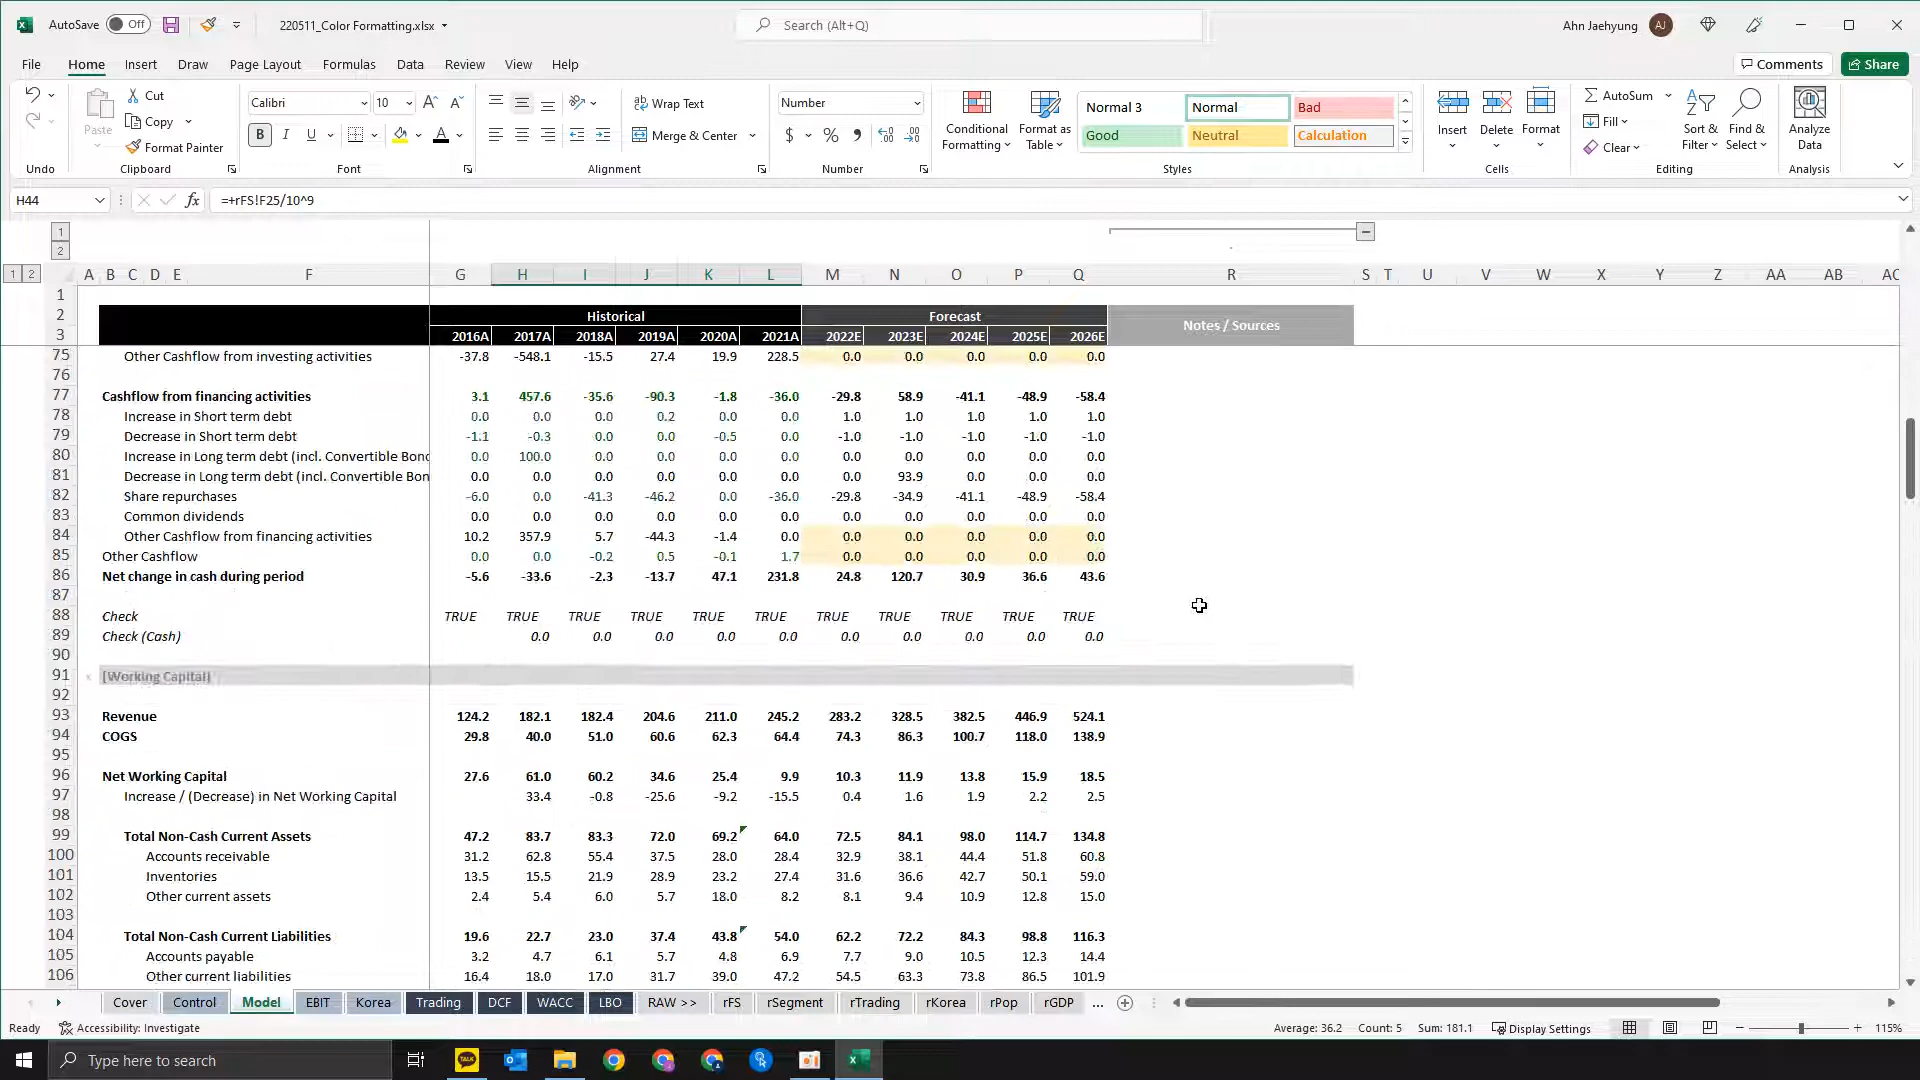 AutoSave Off 220511_Color Formatting.xlsx Search (Alt+Q) Ahn Jaehyung AJ
File Home Insert Draw Page Layout Formulas Data Review View Help Comments Share
Paste Cut Copy Format Painter
Calibri 10 B I U A
Wrap Text Merge & Center
Number $ %
Conditional Formatting Format as Table
Normal 3 Normal Bad
Good Neutral Calculation
Insert Delete Format
AutoSum Fill Clear
Sort & Filter Find & Select Analyze Data
Undo Clipboard Font Alignment Number Styles Cells Editing Analysis
H44 fx =+rFS!F25/10^9
1
2
1 2 A B C D E F G H I J K L M N O P Q R S T U V W X Y Z AA AB AC
1
2 Historical Forecast Notes / Sources
3 2016A 2017A 2018A 2019A 2020A 2021A 2022E 2023E 2024E 2025E 2026E
75 Other Cashflow from investing activities -37.8 -548.1 -15.5 27.4 19.9 228.5 0.0 0.0 0.0 0.0 0.0
76
77 Cashflow from financing activities 3.1 457.6 -35.6 -90.3 -1.8 -36.0 -29.8 58.9 -41.1 -48.9 -58.4
78 Increase in Short term debt 0.0 0.0 0.0 0.2 0.0 0.0 1.0 1.0 1.0 1.0 1.0
79 Decrease in Short term debt -1.1 -0.3 0.0 0.0 -0.5 0.0 -1.0 -1.0 -1.0 -1.0 -1.0
80 Increase in Long term debt (incl. Convertible Bond 0.0 100.0 0.0 0.0 0.0 0.0 0.0 0.0 0.0 0.0 0.0
81 Decrease in Long term debt (incl. Convertible Bon 0.0 0.0 0.0 0.0 0.0 0.0 0.0 93.9 0.0 0.0 0.0
82 Share repurchases -6.0 0.0 -41.3 -46.2 0.0 -36.0 -29.8 -34.9 -41.1 -48.9 -58.4
83 Common dividends 0.0 0.0 0.0 0.0 0.0 0.0 0.0 0.0 0.0 0.0 0.0
84 Other Cashflow from financing activities 10.2 357.9 5.7 -44.3 -1.4 0.0 0.0 0.0 0.0 0.0 0.0
85 Other Cashflow 0.0 0.0 -0.2 0.5 -0.1 1.7 0.0 0.0 0.0 0.0 0.0
86 Net change in cash during period -5.6 -33.6 -2.3 -13.7 47.1 231.8 24.8 120.7 30.9 36.6 43.6
87
88 Check TRUE TRUE TRUE TRUE TRUE TRUE TRUE TRUE TRUE TRUE TRUE
89 Check (Cash) 0.0 0.0 0.0 0.0 0.0 0.0 0.0 0.0 0.0 0.0
90
91 x [Working Capital]
92
93 Revenue 124.2 182.1 182.4 204.6 211.0 245.2 283.2 328.5 382.5 446.9 524.1
94 COGS 29.8 40.0 51.0 60.6 62.3 64.4 74.3 86.3 100.7 118.0 138.9
95
96 Net Working Capital 27.6 61.0 60.2 34.6 25.4 9.9 10.3 11.9 13.8 15.9 18.5
97 Increase / (Decrease) in Net Working Capital 33.4 -0.8 -25.6 -9.2 -15.5 0.4 1.6 1.9 2.2 2.5
98
99 Total Non-Cash Current Assets 47.2 83.7 83.3 72.0 69.2 64.0 72.5 84.1 98.0 114.7 134.8
100 Accounts receivable 31.2 62.8 55.4 37.5 28.0 28.4 32.9 38.1 44.4 51.8 60.8
101 Inventories 13.5 15.5 21.9 28.9 23.2 27.4 31.6 36.6 42.7 50.1 59.0
102 Other current assets 2.4 5.4 6.0 5.7 18.0 8.2 8.1 9.4 10.9 12.8 15.0
103
104 Total Non-Cash Current Liabilities 19.6 22.7 23.0 37.4 43.8 54.0 62.2 72.2 84.3 98.8 116.3
105 Accounts payable 3.2 4.7 6.1 5.7 4.8 6.9 7.7 9.0 10.5 12.3 14.4
106 Other current liabilities 16.4 18.0 17.0 31.7 39.0 47.2 54.5 63.3 73.8 86.5 101.9
Cover Control Model EBIT Korea Trading DCF WACC LBO RAW >> rFS rSegment rTrading rKorea rPop rGDP ...
Ready Accessibility: Investigate Average: 36.2 Count: 5 Sum: 181.1 Display Settings 115%
Type here to search TALK